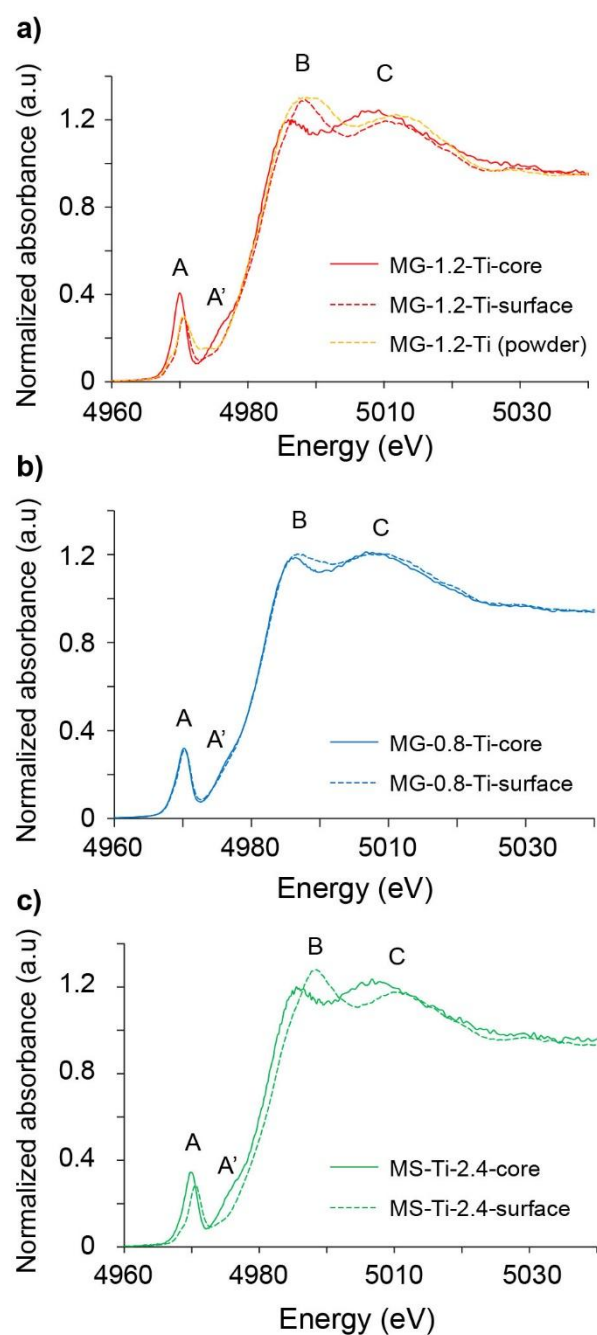 a)
B
C
1.2
0.8
0.4
0
A
A'
MG-1.2-Ti-core
MG-1.2-Ti-surface
MG-1.2-Ti (powder)
4960
4980
5010
5030
Energy (eV)
Normalized absorbance (a.u)
b)
B
C
1.2
0.8
0.4
0
A
A'
MG-0.8-Ti-core
MG-0.8-Ti-surface
4960
4980
5010
5030
Energy (eV)
Normalized absorbance (a.u)
c)
B
C
1.2
0.8
0.4
0
A
A'
MS-Ti-2.4-core
MS-Ti-2.4-surface
4960
4980
5010
5030
Energy (eV)
Normalized absorbance (a.u)